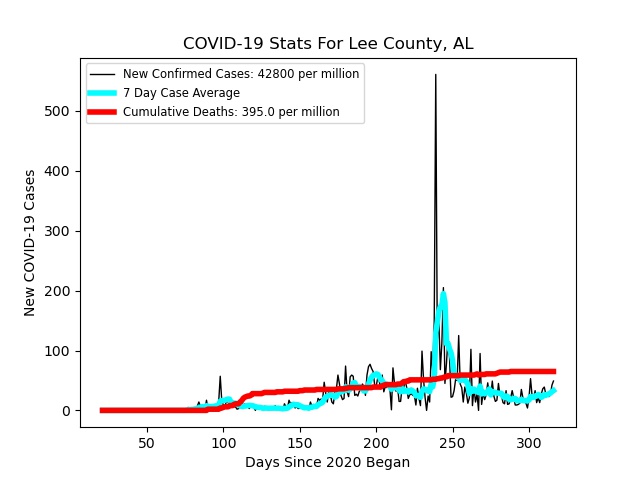 COVID-19 Stats For Lee County, AL
New Confirmed Cases: 42800 per million
7 Day Case Average
Cumulative Deaths: 395.0 per million
New COVID-19 Cases
500
400
300
200
100
0
50 100 150 200 250 300
Days Since 2020 Began